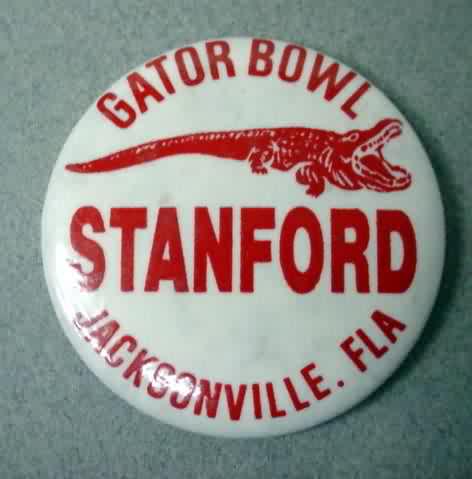 GATOR BOWL
STANFORD
JACKSONVILLE. FLA